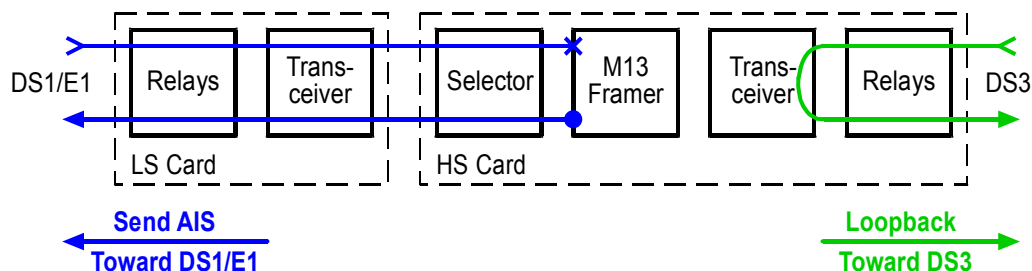 DS1/E1
Relays
Trans-
ceiver
LS Card
Selector
M13
Framer
Trans-
ceiver
Relays
HS Card
DS3
Send AIS
Toward DS1/E1
Loopback
Toward DS3